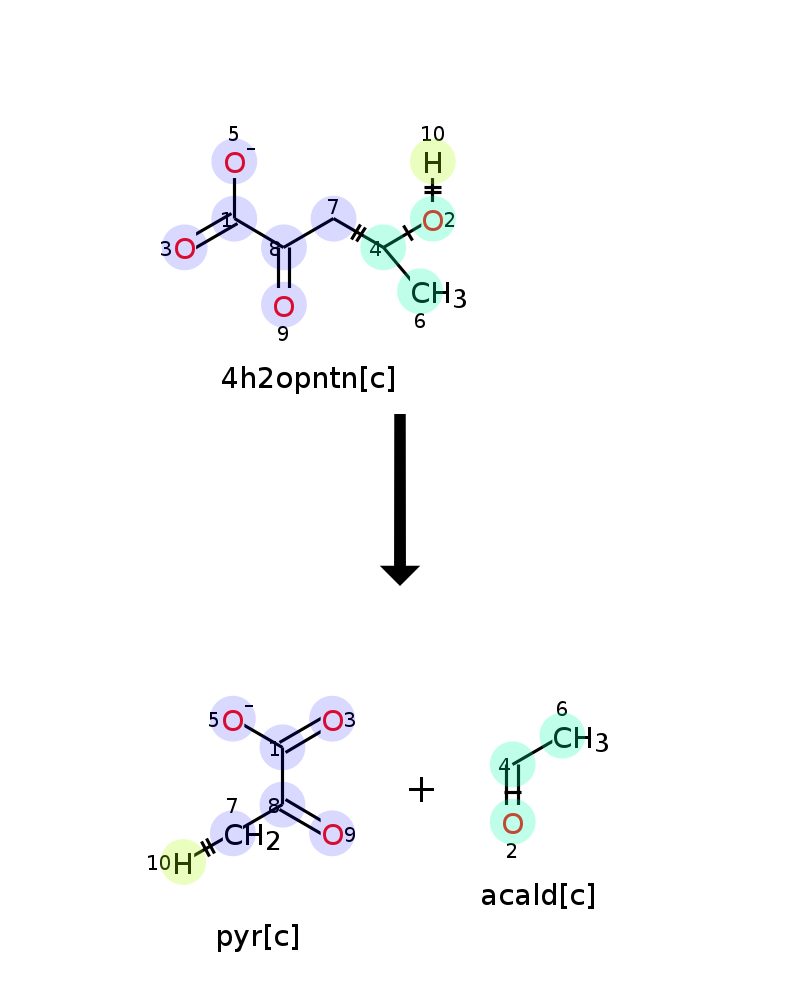 5 10
O⁻ H
7
1 O 2
3 O 8 4
O CH3
9 6
4h2opntn[c]
6
5 O⁻ O 3 CH3
1 4
+
7 8 O
CH2 O 9 2
10 H
acald[c]
pyr[c]